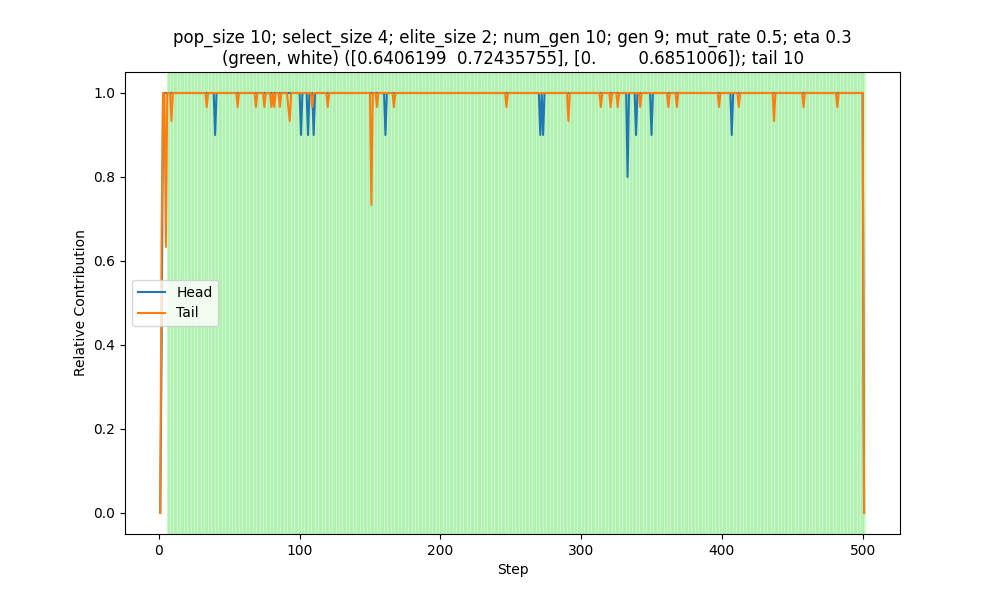 pop_size 10; select_size 4; elite_size 2; num_gen 10; gen 9; mut_rate 0.5; eta 0.3
(green, white) ([0.6406199  0.72435755], [0.         0.6851006]); tail 10
1.0
0.8
0.6
0.4
0.2
0.0
Relative Contribution
Head
Tail
0
100
200
300
400
500
Step